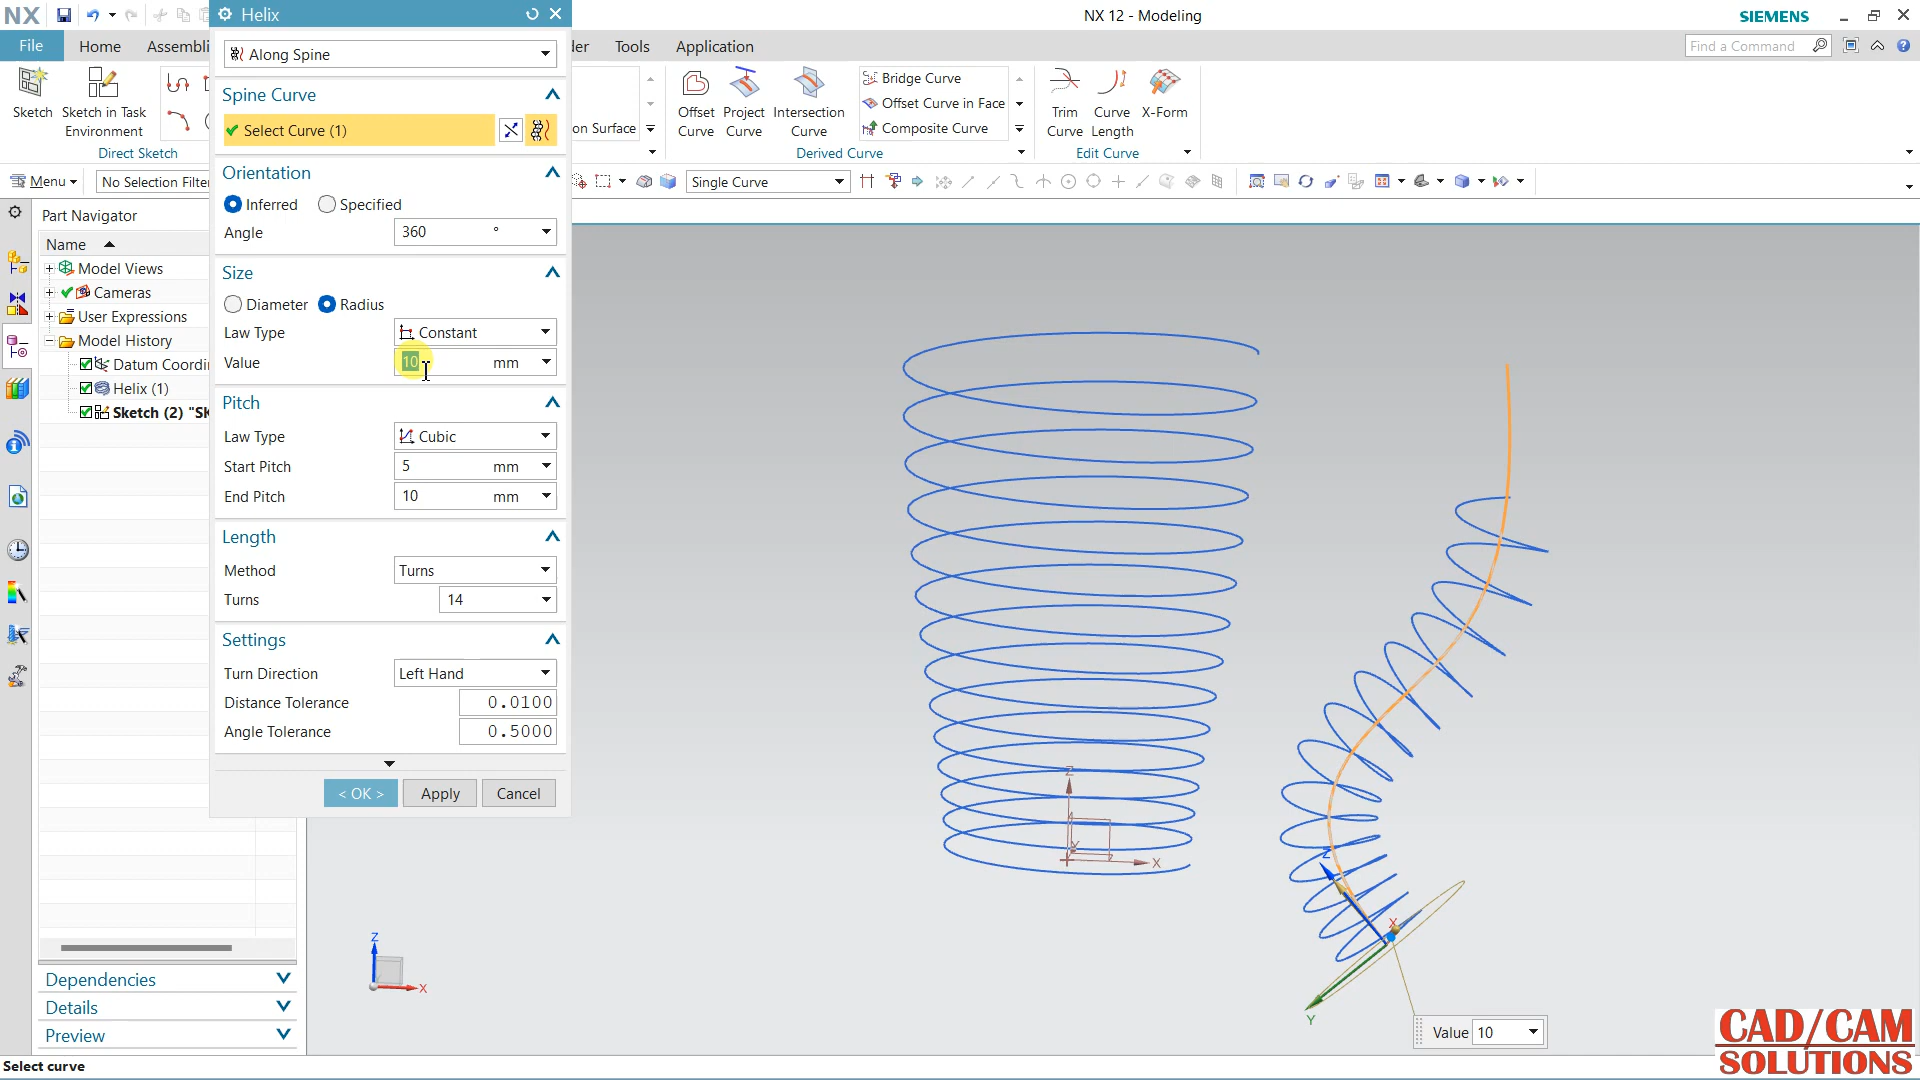 NX
Helix
NX 12 - Modeling
SIEMENS
File
Home
Assembli
der
Tools
Application
Find a Command
Along Spine
Spine Curve
Select Curve (1)
Orientation
Inferred
Specified
Angle
360
°
Size
Diameter
Radius
Law Type
Constant
Value
10
mm
Pitch
Law Type
Cubic
Start Pitch
5
mm
End Pitch
10
mm
Length
Method
Turns
Turns
14
Settings
Turn Direction
Left Hand
Distance Tolerance
0.0100
Angle Tolerance
0.5000
< OK >
Apply
Cancel
Sketch
Sketch in Task
Environment
Direct Sketch
on Surface
Offset
Curve
Project
Curve
Intersection
Curve
Bridge Curve
Offset Curve in Face
Composite Curve
Derived Curve
Trim
Curve
Curve
Length
X-Form
Edit Curve
Menu
No Selection Filter
Single Curve
Part Navigator
Name
Model Views
Cameras
User Expressions
Model History
Datum Coordi
Helix (1)
Sketch (2) "SK
Dependencies
Details
Preview
Z
X
Z
Y
X
Z
X
Y
Value 10
Select curve
CAD/CAM
SOLUTIONS